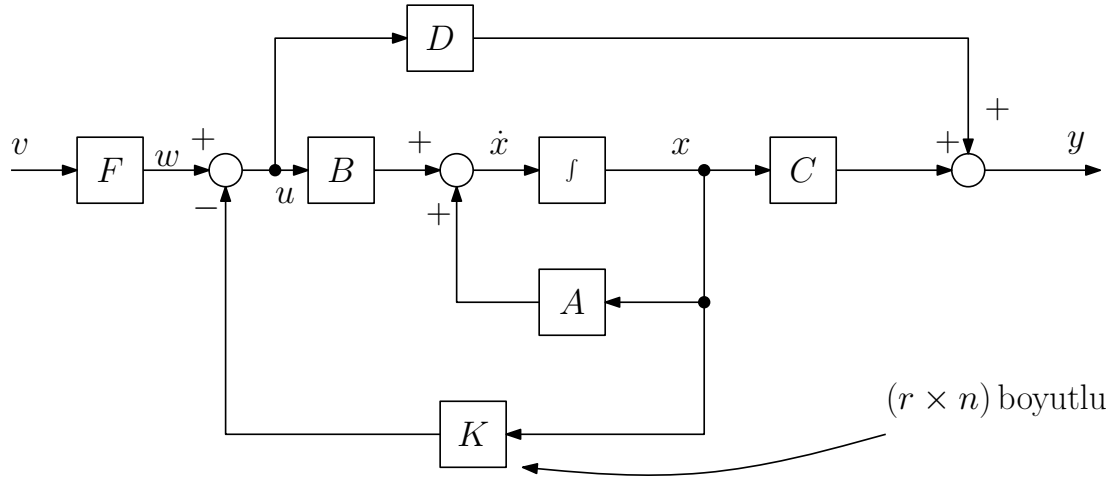 D
+
v
F
w
+
−
u
B
+
+
ẋ
∫
x
C
+
y
A
K
(r × n) boyutlu